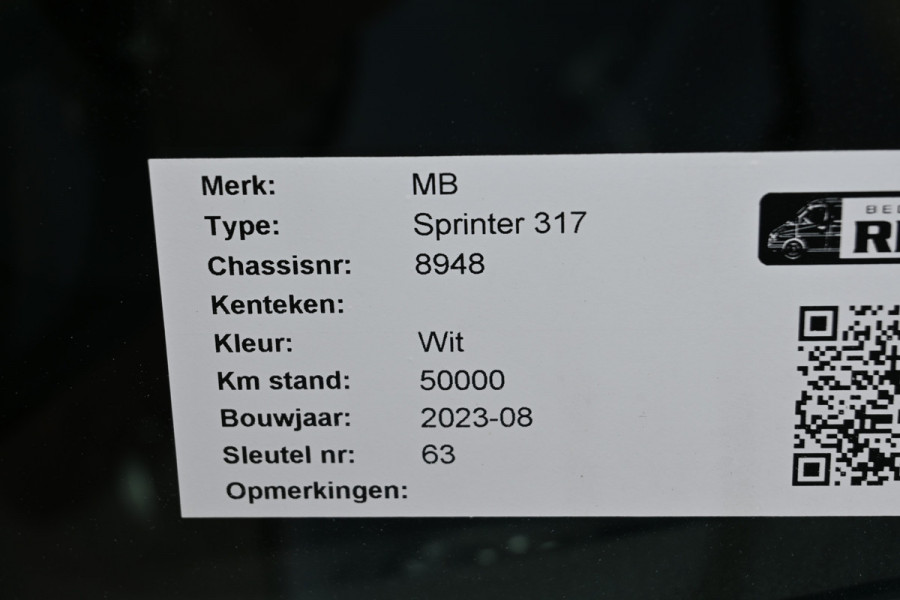 Merk: MB
Type: Sprinter 317
Chassisnr: 8948
Kenteken:
Kleur: Wit
Km stand: 50000
Bouwjaar: 2023-08
Sleutel nr: 63
Opmerkingen: